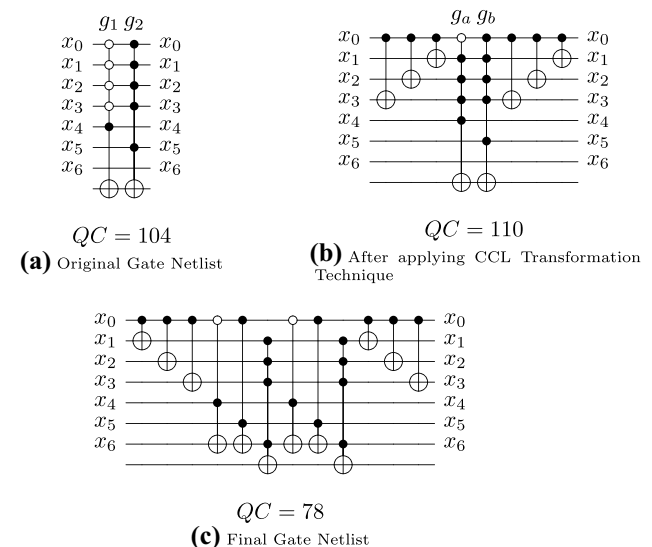 g1 g2
x0 x0
x1 x1
x2 x2
x3 x3
x4 x4
x5 x5
x6 x6
QC = 104
(a) Original Gate Netlist
ga gb
x0 x0
x1 x1
x2 x2
x3 x3
x4 x4
x5 x5
x6 x6
QC = 110
(b) After applying CCL Transformation
Technique
x0 x0
x1 x1
x2 x2
x3 x3
x4 x4
x5 x5
x6 x6
QC = 78
(c) Final Gate Netlist